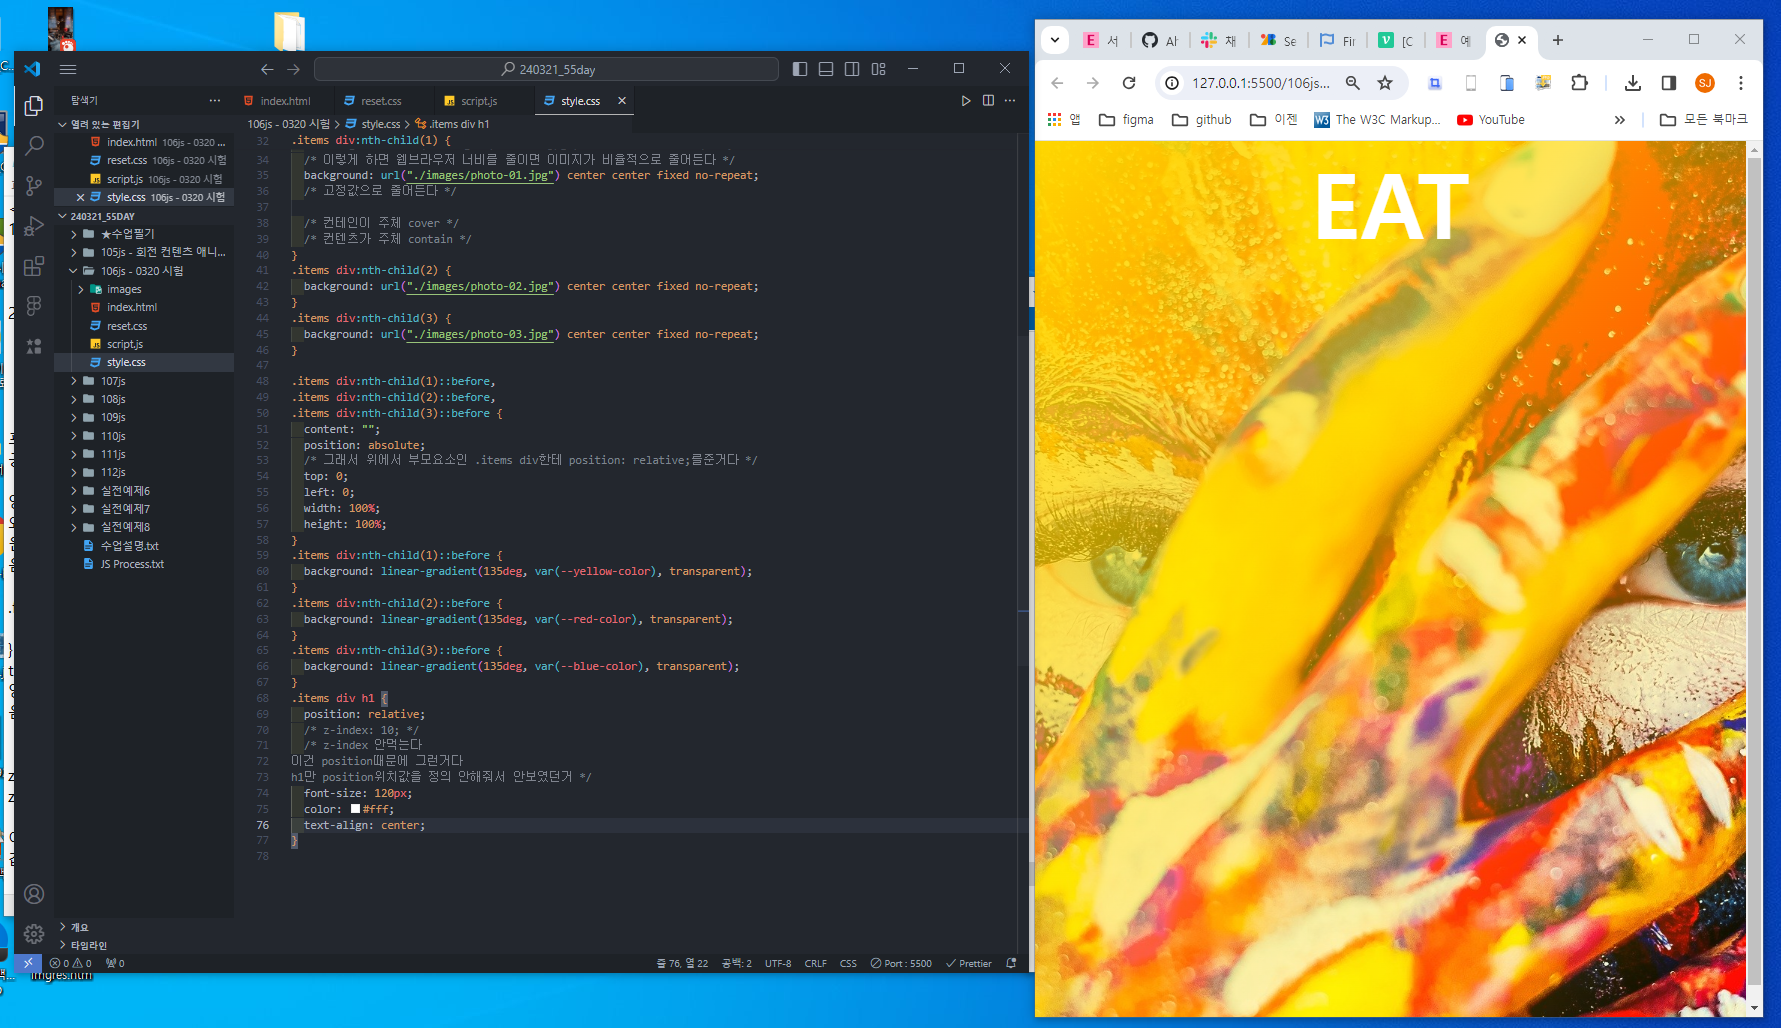 240321_55day
탐색기
index.html
reset.css
script.js
style.css
열려 있는 편집기
index.html 106js - 0320 ...
reset.css 106js - 0320 시험
script.js 106js - 0320 시험
style.css 106js - 0320 시험
240321_55DAY
★수업필기
105js - 회전 컨텐츠 애니...
106js - 0320 시험
images
index.html
reset.css
script.js
style.css
107js
108js
109js
110js
111js
112js
실전예제6
실전예제7
실전예제8
수업설명.txt
JS Process.txt
개요
타임라인
106js - 0320 시험 > style.css > .items div h1
32 .items div:nth-child(1) {
34 /* 이렇게 하면 웹브라우저 너비를 줄이면 이미지가 비율적으로 줄어든다 */
35 background: url("./images/photo-01.jpg") center center fixed no-repeat;
36 /* 고정값으로 줄어든다 */
37
38 /* 컨테인이 주체 cover */
39 /* 컨텐츠가 주체 contain */
40 }
41 .items div:nth-child(2) {
42 background: url("./images/photo-02.jpg") center center fixed no-repeat;
43 }
44 .items div:nth-child(3) {
45 background: url("./images/photo-03.jpg") center center fixed no-repeat;
46 }
47
48 .items div:nth-child(1)::before,
49 .items div:nth-child(2)::before,
50 .items div:nth-child(3)::before {
51 content: "";
52 position: absolute;
53 /* 그래서 위에서 부모요소인 .items div한테 position: relative;를준거다 */
54 top: 0;
55 left: 0;
56 width: 100%;
57 height: 100%;
58 }
59 .items div:nth-child(1)::before {
60 background: linear-gradient(135deg, var(--yellow-color), transparent);
61 }
62 .items div:nth-child(2)::before {
63 background: linear-gradient(135deg, var(--red-color), transparent);
64 }
65 .items div:nth-child(3)::before {
66 background: linear-gradient(135deg, var(--blue-color), transparent);
67 }
68 .items div h1 {
69 position: relative;
70 /* z-index: 10; */
71 /* z-index 안먹는다
72 이건 position때문에 그런거다
73 h1만 position위치값을 정의 안해줘서 안보였던거 */
74 font-size: 120px;
75 color: #fff;
76 text-align: center;
77 }
78
0 0 0
줄 76, 열 22 공백: 2 UTF-8 CRLF CSS Port : 5500 Prettier
imgres.htm
E 서 채 Se Fir [C E 예
127.0.0.1:5500/106js...
SJ
앱 figma github 이젠 W3 The W3C Markup... YouTube » 모든 북마크
EAT